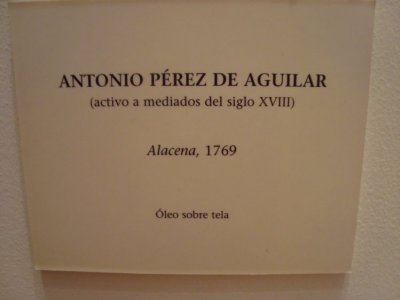 ANTONIO PÉREZ DE AGUILAR
(activo a mediados del siglo XVIII)
Alacena, 1769
Óleo sobre tela